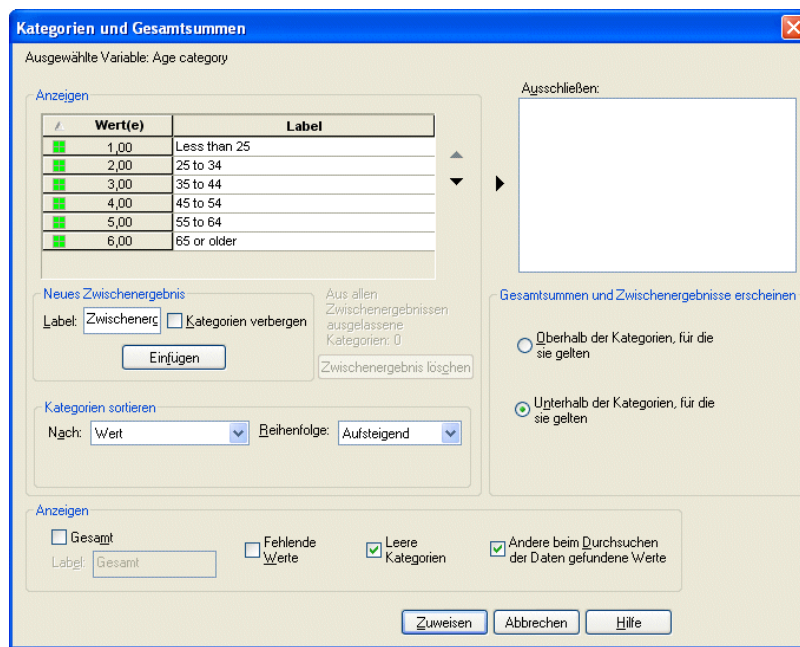 Kategorien und Gesamtsummen
Ausgewählte Variable: Age category
Anzeigen
Wert(e) Label
1,00 Less than 25
2,00 25 to 34
3,00 35 to 44
4,00 45 to 54
5,00 55 to 64
6,00 65 or older
Ausschließen:
Neues Zwischenergebnis
Label: Zwischenerg Kategorien verbergen
Einfügen
Aus allen
Zwischenergebnissen
ausgelassene
Kategorien: 0
Zwischenergebnis löschen
Kategorien sortieren
Nach: Wert Reihenfolge: Aufsteigend
Gesamtsummen und Zwischenergebnisse erscheinen
Oberhalb der Kategorien, für die
sie gelten
Unterhalb der Kategorien, für die
sie gelten
Anzeigen
Gesamt
Label: Gesamt
Fehlende
Werte
Leere
Kategorien
Andere beim Durchsuchen
der Daten gefundene Werte
Zuweisen Abbrechen Hilfe